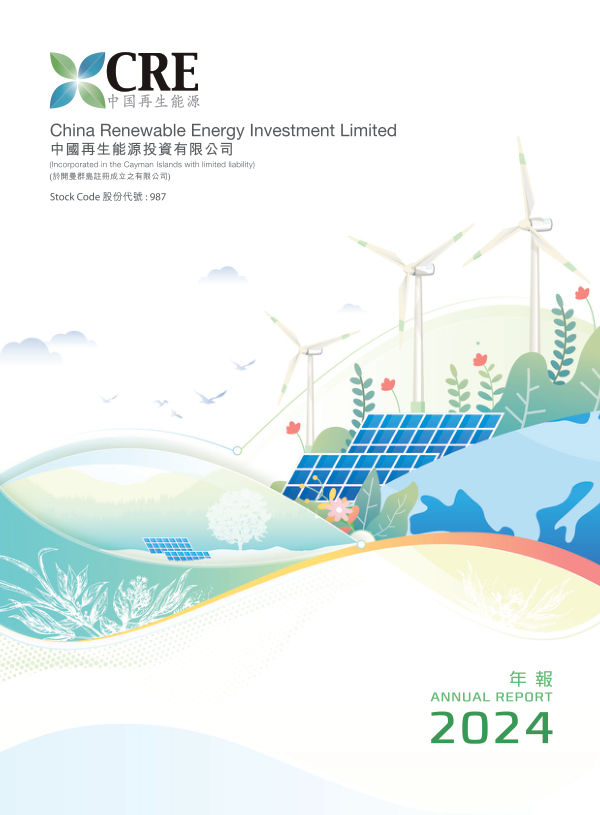 CRE
中国再生能源
China Renewable Energy Investment Limited
中國再生能源投資有限公司
(Incorporated in the Cayman Islands with limited liability)
(於開曼群島註冊成立之有限公司)
Stock Code 股份代號 : 987
年報
ANNUAL REPORT
2024